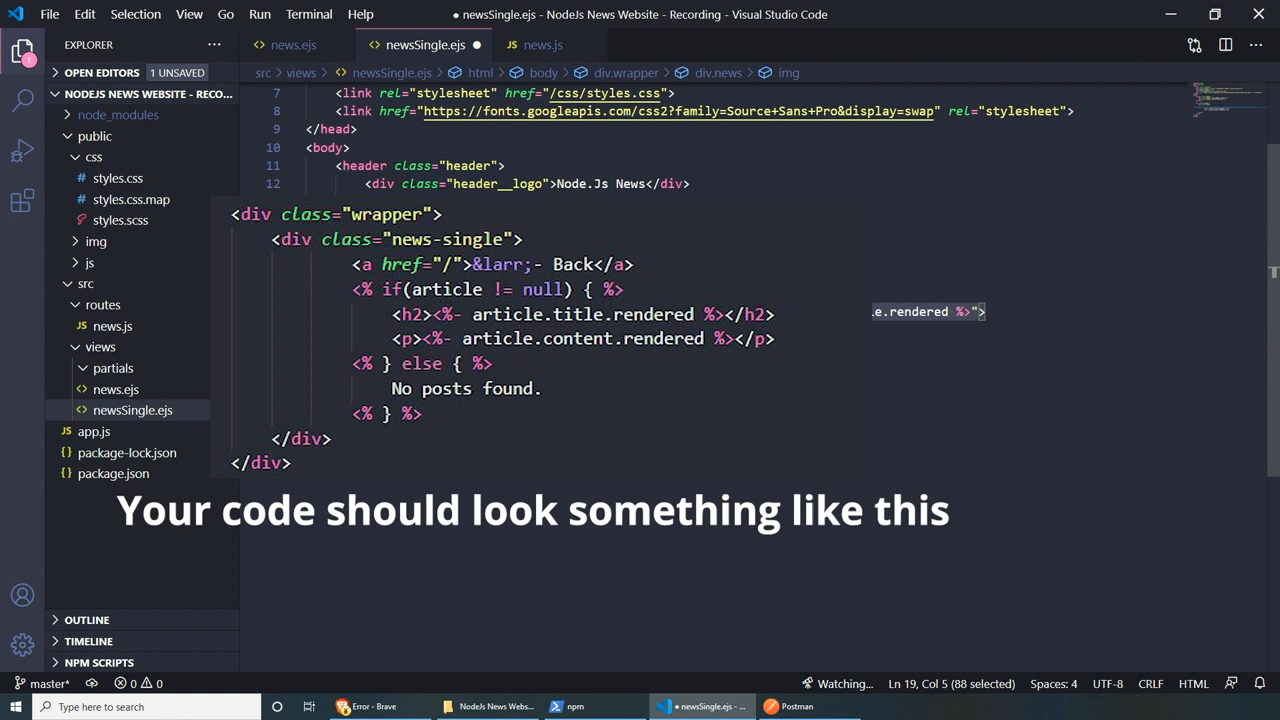 File Edit Selection View Go Run Terminal Help
● newsSingle.ejs - NodeJs News Website - Recording - Visual Studio Code
EXPLORER
1
OPEN EDITORS 1 UNSAVED
NODEJS NEWS WEBSITE - RECO...
node_modules
public
css
# styles.css
# styles.css.map
styles.scss
img
js
src
routes
JS news.js
views
partials
<> news.ejs
<> newsSingle.ejs
JS app.js
{} package-lock.json
{} package.json
OUTLINE
TIMELINE
NPM SCRIPTS
<> news.ejs <> newsSingle.ejs ● JS news.js
src > views > <> newsSingle.ejs > html > body > div.wrapper > div.news > img
7 <link rel="stylesheet" href="/css/styles.css">
8 <link href="https://fonts.googleapis.com/css2?family=Source+Sans+Pro&display=swap" rel="stylesheet">
9 </head>
10 <body>
11 <header class="header">
12 <div class="header__logo">Node.Js News</div>
<div class="wrapper">
<div class="news-single">
<a href="/">&larr;- Back</a>
<% if(article != null) { %>
<h2><%- article.title.rendered %></h2>
le.rendered %>">
<p><%- article.content.rendered %></p>
<% } else { %>
No posts found.
<% } %>
</div>
</div>
Your code should look something like this
master* 0 0 Watching... Ln 19, Col 5 (88 selected) Spaces: 4 UTF-8 CRLF HTML
Type here to search Error - Brave NodeJs News Webs... npm ● newsSingle.ejs - ... Postman